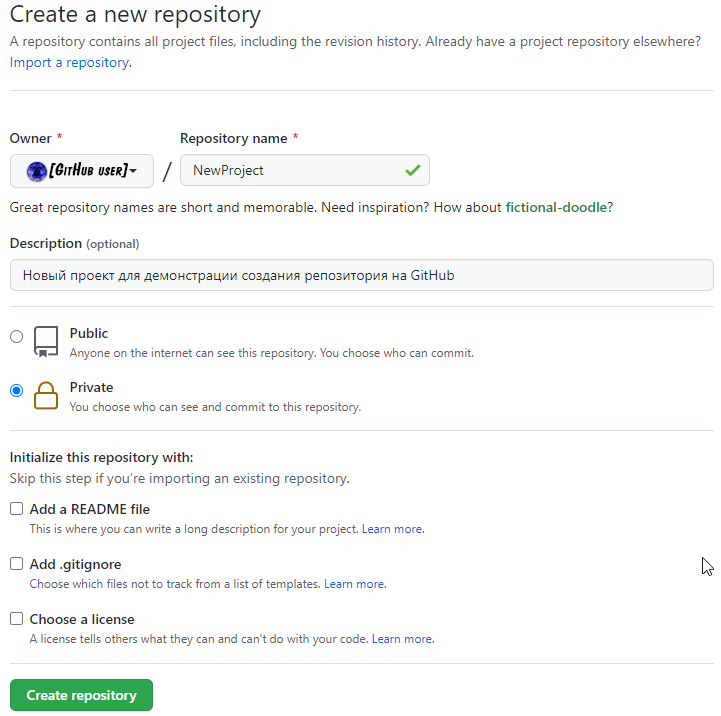 Create a new repository
A repository contains all project files, including the revision history. Already have a project repository elsewhere?
Import a repository.
Owner * Repository name *
[GitHub user] / NewProject
Great repository names are short and memorable. Need inspiration? How about fictional-doodle?
Description (optional)
Новый проект для демонстрации создания репозитория на GitHub
Public
Anyone on the internet can see this repository. You choose who can commit.
Private
You choose who can see and commit to this repository.
Initialize this repository with:
Skip this step if you're importing an existing repository.
Add a README file
This is where you can write a long description for your project. Learn more.
Add .gitignore
Choose which files not to track from a list of templates. Learn more.
Choose a license
A license tells others what they can and can't do with your code. Learn more.
Create repository